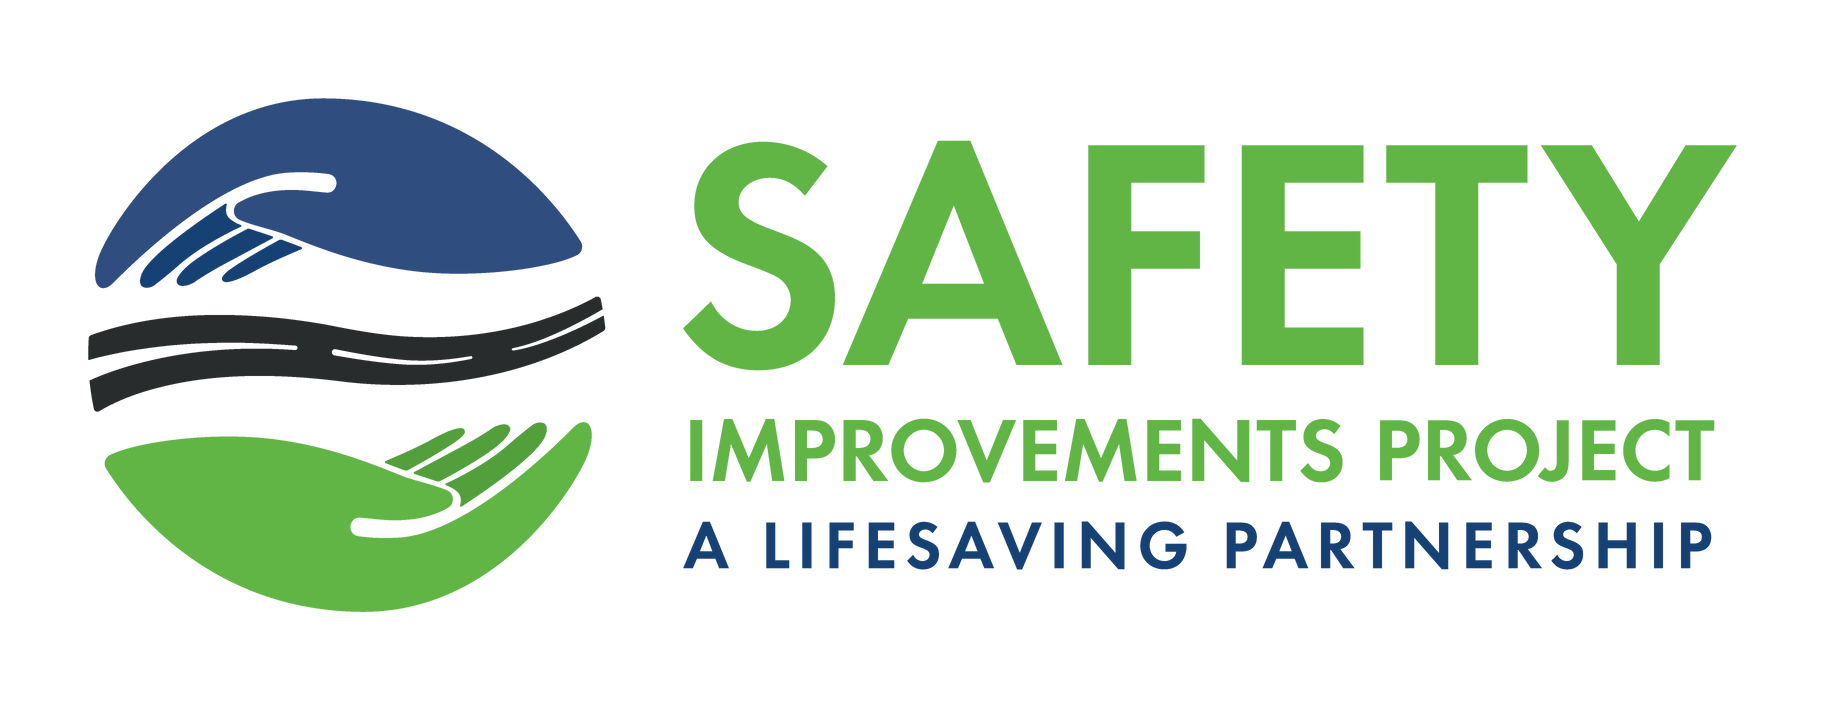 SAFETY
IMPROVEMENTS PROJECT
A LIFESAVING PARTNERSHIP